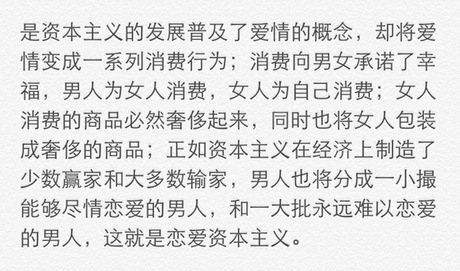 是资本主义的发展普及了爱情的概念，却将爱
情变成一系列消费行为；消费向男女承诺了幸
福，男人为女人消费，女人为自己消费；女人
消费的商品必然奢侈起来，同时也将女人包装
成奢侈的商品；正如资本主义在经济上制造了
少数赢家和大多数输家，男人也将分成一小撮
能够尽情恋爱的男人，和一大批永远难以恋爱
的男人，这就是恋爱资本主义。